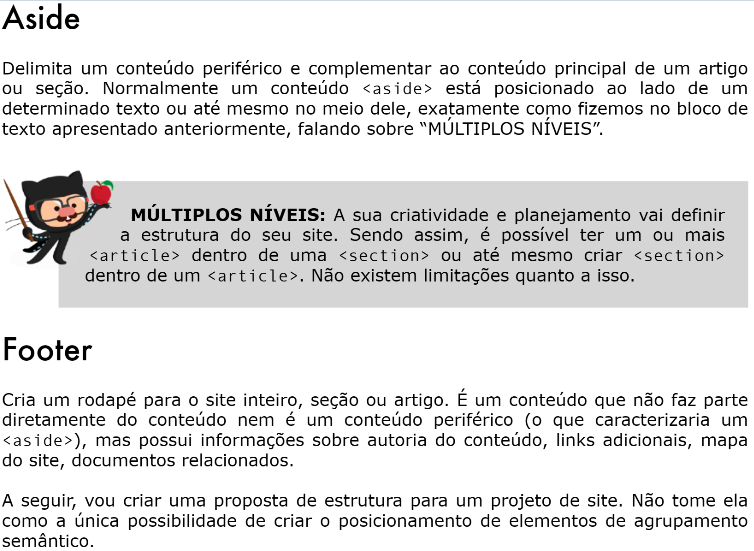 Aside
Delimita um conteúdo periférico e complementar ao conteúdo principal de um artigo
ou seção. Normalmente um conteúdo <aside> está posicionado ao lado de um
determinado texto ou até mesmo no meio dele, exatamente como fizemos no bloco de
texto apresentado anteriormente, falando sobre “MÚLTIPLOS NÍVEIS”.
MÚLTIPLOS NÍVEIS: A sua criatividade e planejamento vai definir
a estrutura do seu site. Sendo assim, é possível ter um ou mais
<article> dentro de uma <section> ou até mesmo criar <section>
dentro de um <article>. Não existem limitações quanto a isso.
Footer
Cria um rodapé para o site inteiro, seção ou artigo. É um conteúdo que não faz parte
diretamente do conteúdo nem é um conteúdo periférico (o que caracterizaria um
<aside>), mas possui informações sobre autoria do conteúdo, links adicionais, mapa
do site, documentos relacionados.
A seguir, vou criar uma proposta de estrutura para um projeto de site. Não tome ela
como a única possibilidade de criar o posicionamento de elementos de agrupamento
semântico.